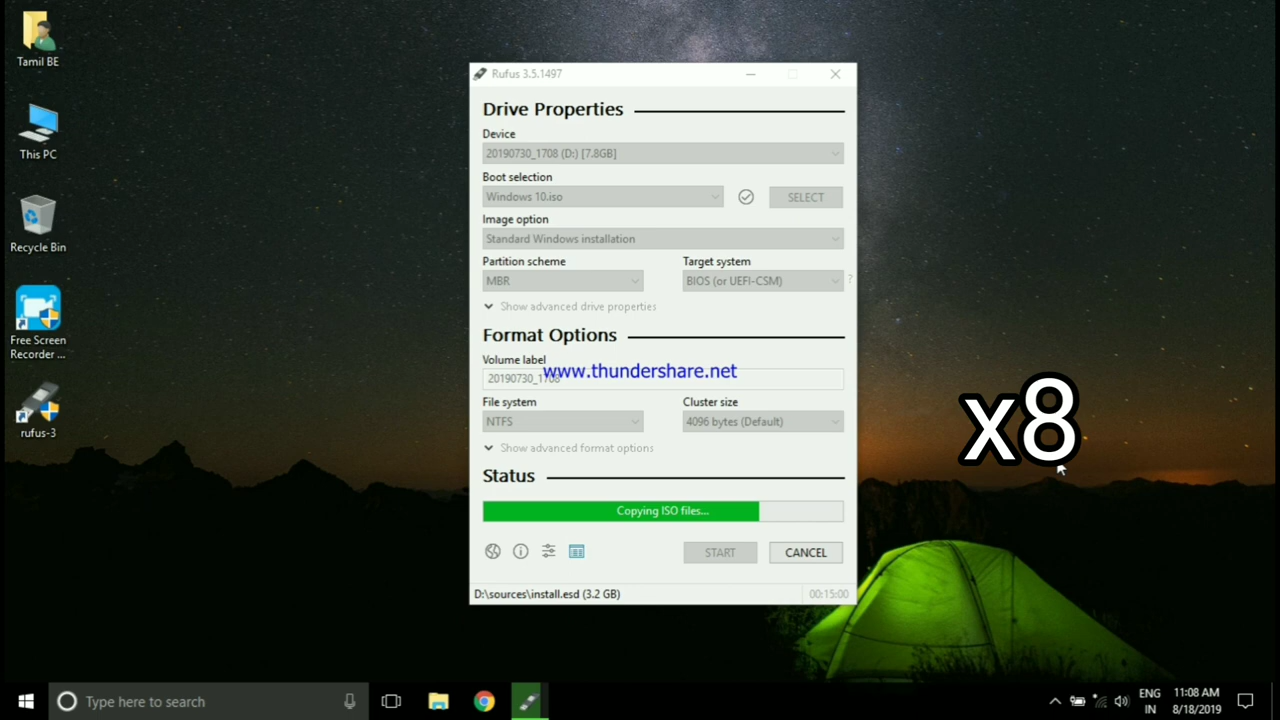 Tamil BE
This PC
Recycle Bin
Free Screen
Recorder ...
rufus-3
Rufus 3.5.1497
Drive Properties
Device
20190730_1708 (D:) [7.8GB]
Boot selection
Windows 10.iso
SELECT
Image option
Standard Windows installation
Partition scheme
Target system
MBR
BIOS (or UEFI-CSM)
?
Show advanced drive properties
Format Options
Volume label
www.thundershare.net
20190730_1708
File system
Cluster size
NTFS
4096 bytes (Default)
Show advanced format options
Status
Copying ISO files...
START
CANCEL
D:\sources\install.esd (3.2 GB)
00:15:00
x8
Type here to search
ENG
IN
11:08 AM
8/18/2019